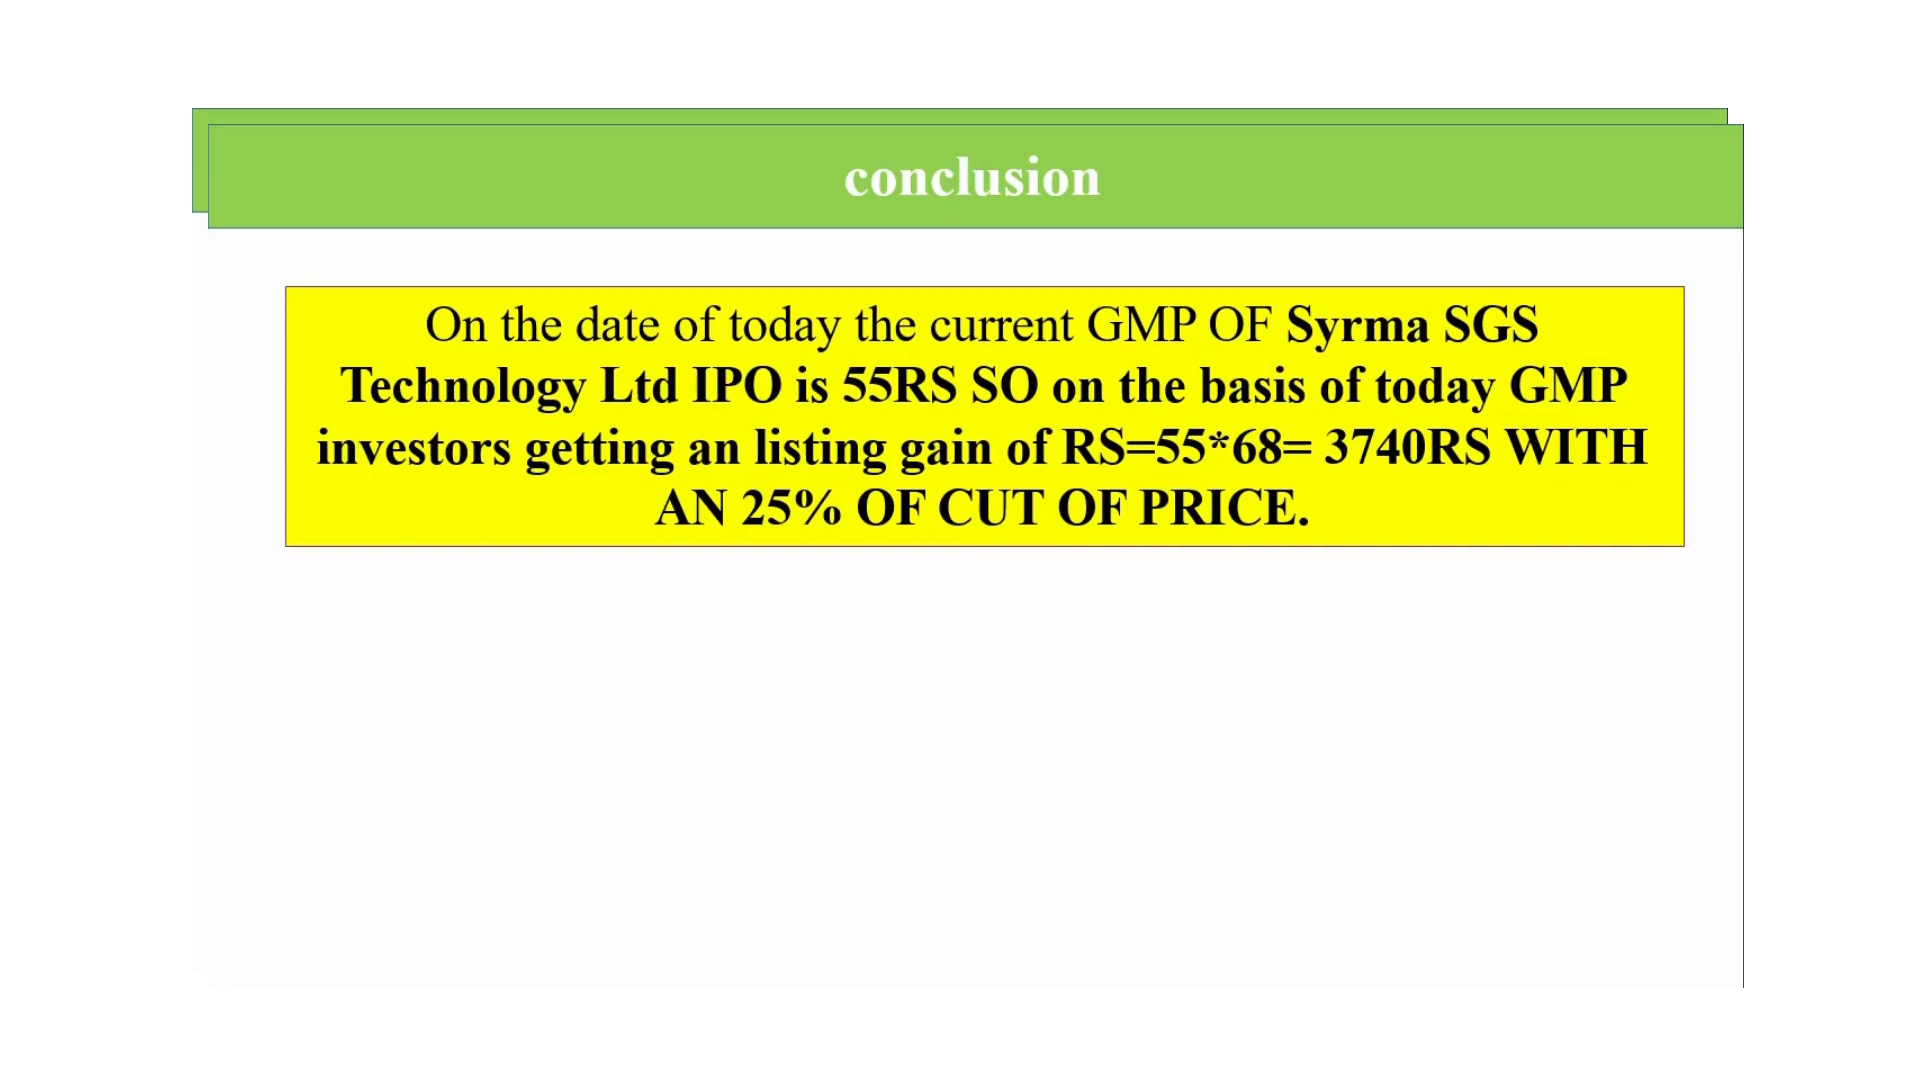 conclusion
On the date of today the current GMP OF Syrma SGS
Technology Ltd IPO is 55RS SO on the basis of today GMP
investors getting an listing gain of RS=55*68= 3740RS WITH
AN 25% OF CUT OF PRICE.